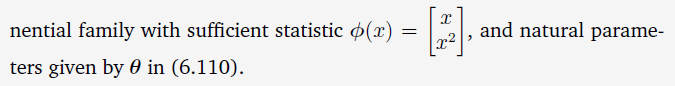 nential family with sufficient statistic ϕ(x) = [x x²], and natural parame-
ters given by θ in (6.110).